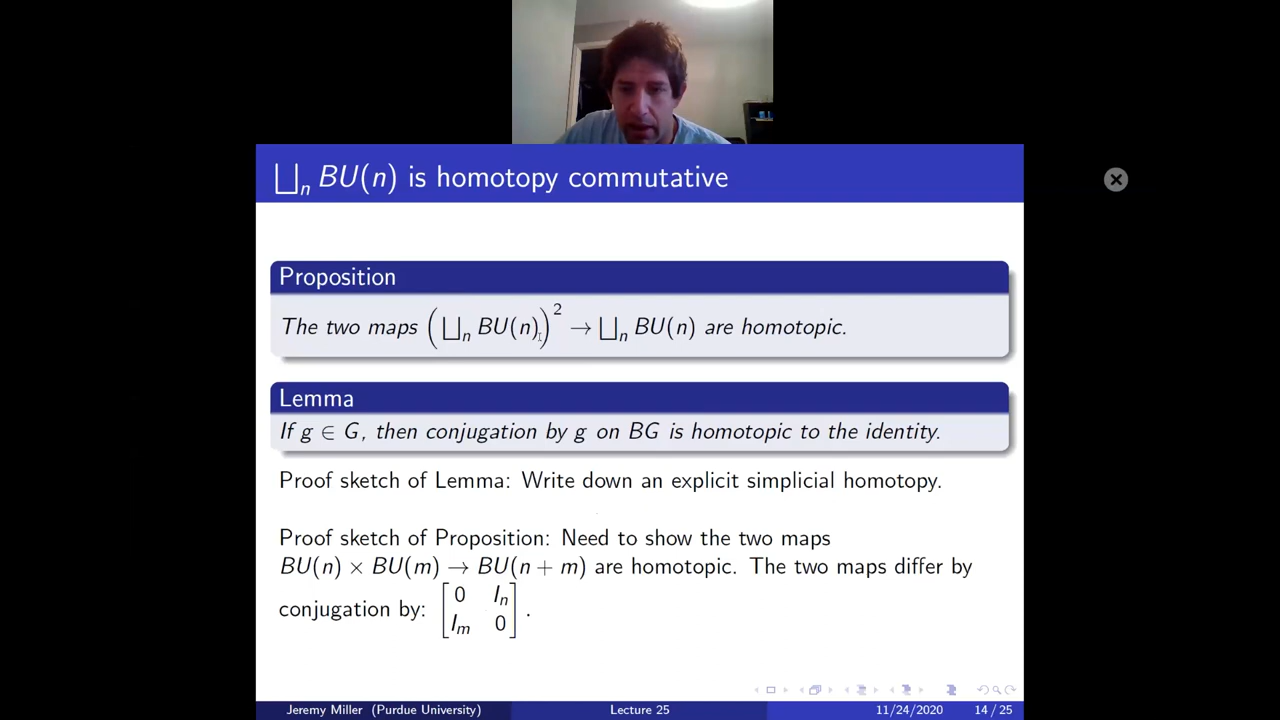 ⨆ₙ BU(n) is homotopy commutative
Proposition
The two maps (⨆ₙ BU(n))² → ⨆ₙ BU(n) are homotopic.
Lemma
If g ∈ G, then conjugation by g on BG is homotopic to the identity.
Proof sketch of Lemma: Write down an explicit simplicial homotopy.
Proof sketch of Proposition: Need to show the two maps
BU(n) × BU(m) → BU(n + m) are homotopic. The two maps differ by
conjugation by: [0 Iₙ
Iₘ 0] .
Jeremy Miller (Purdue University) Lecture 25 11/24/2020 14 / 25